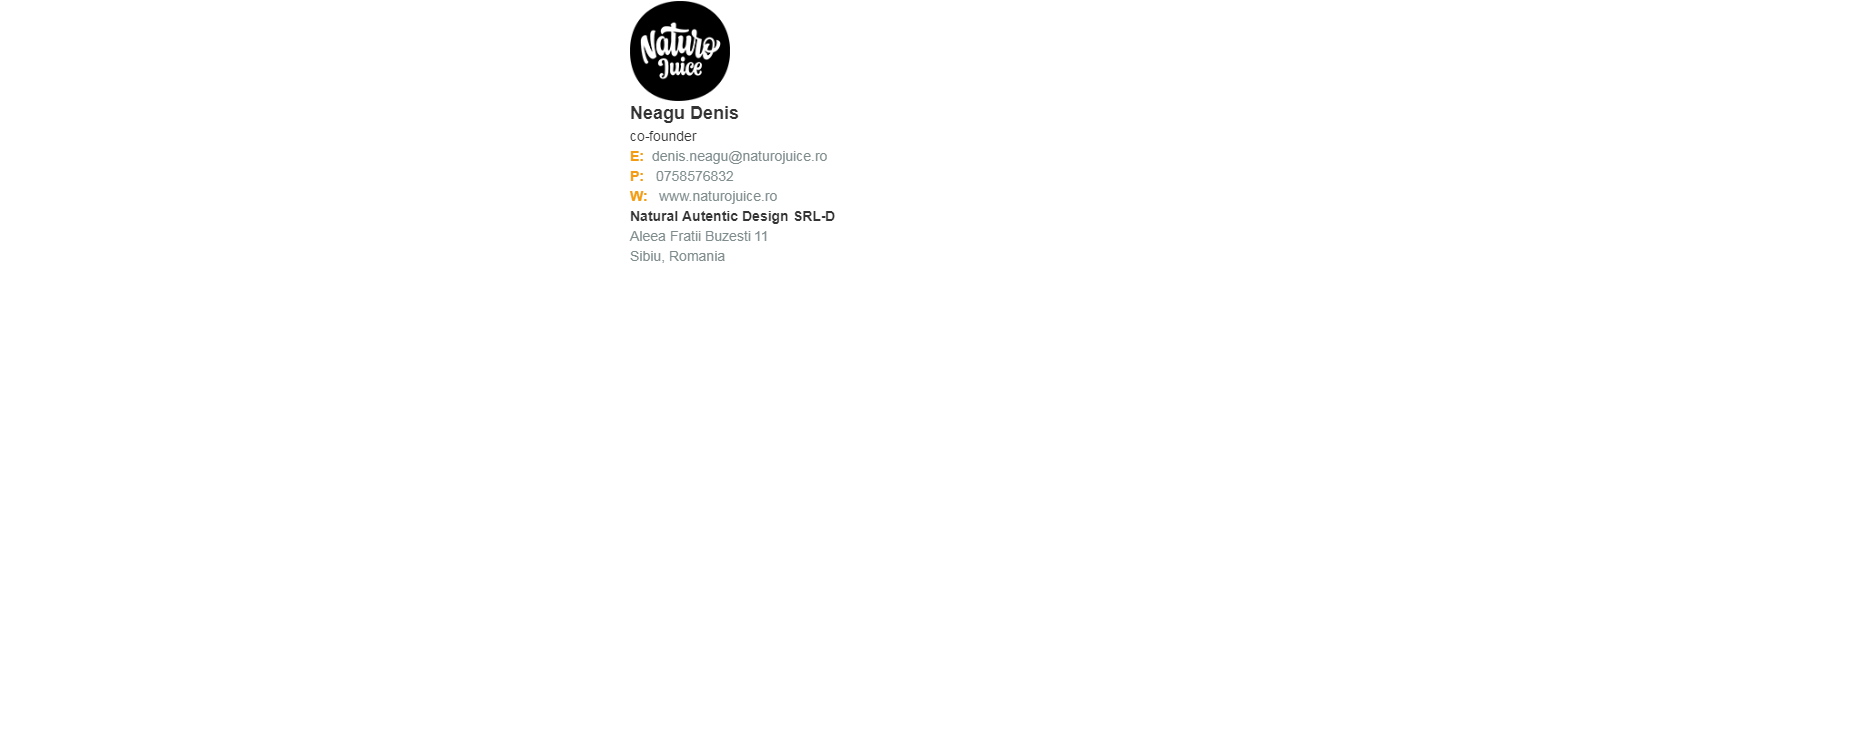 Naturo
Juice
Neagu Denis
co-founder
E: denis.neagu@naturojuice.ro
P: 0758576832
W: www.naturojuice.ro
Natural Autentic Design SRL-D
Aleea Fratii Buzesti 11
Sibiu, Romania